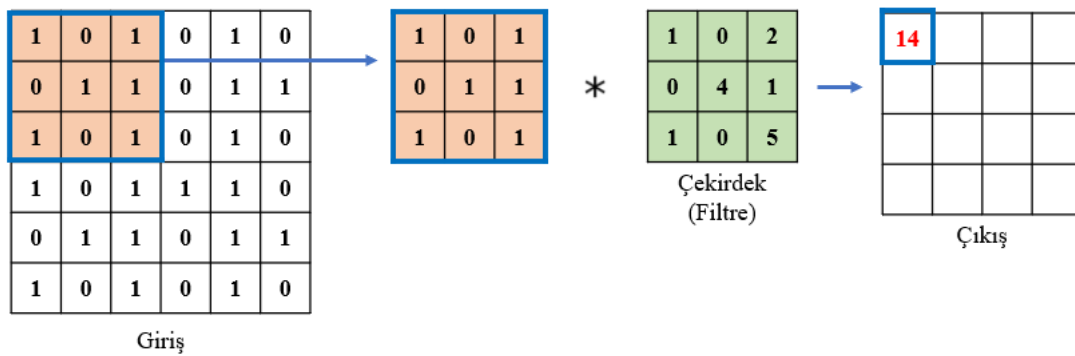 1 0 1 0 1 0
0 1 1 0 1 1
1 0 1 0 1 0
1 0 1 1 1 0
0 1 1 0 1 1
1 0 1 0 1 0
Giriş
1 0 1
0 1 1
1 0 1
*
1 0 2
0 4 1
1 0 5
Çekirdek
(Filtre)
14
Çıkış